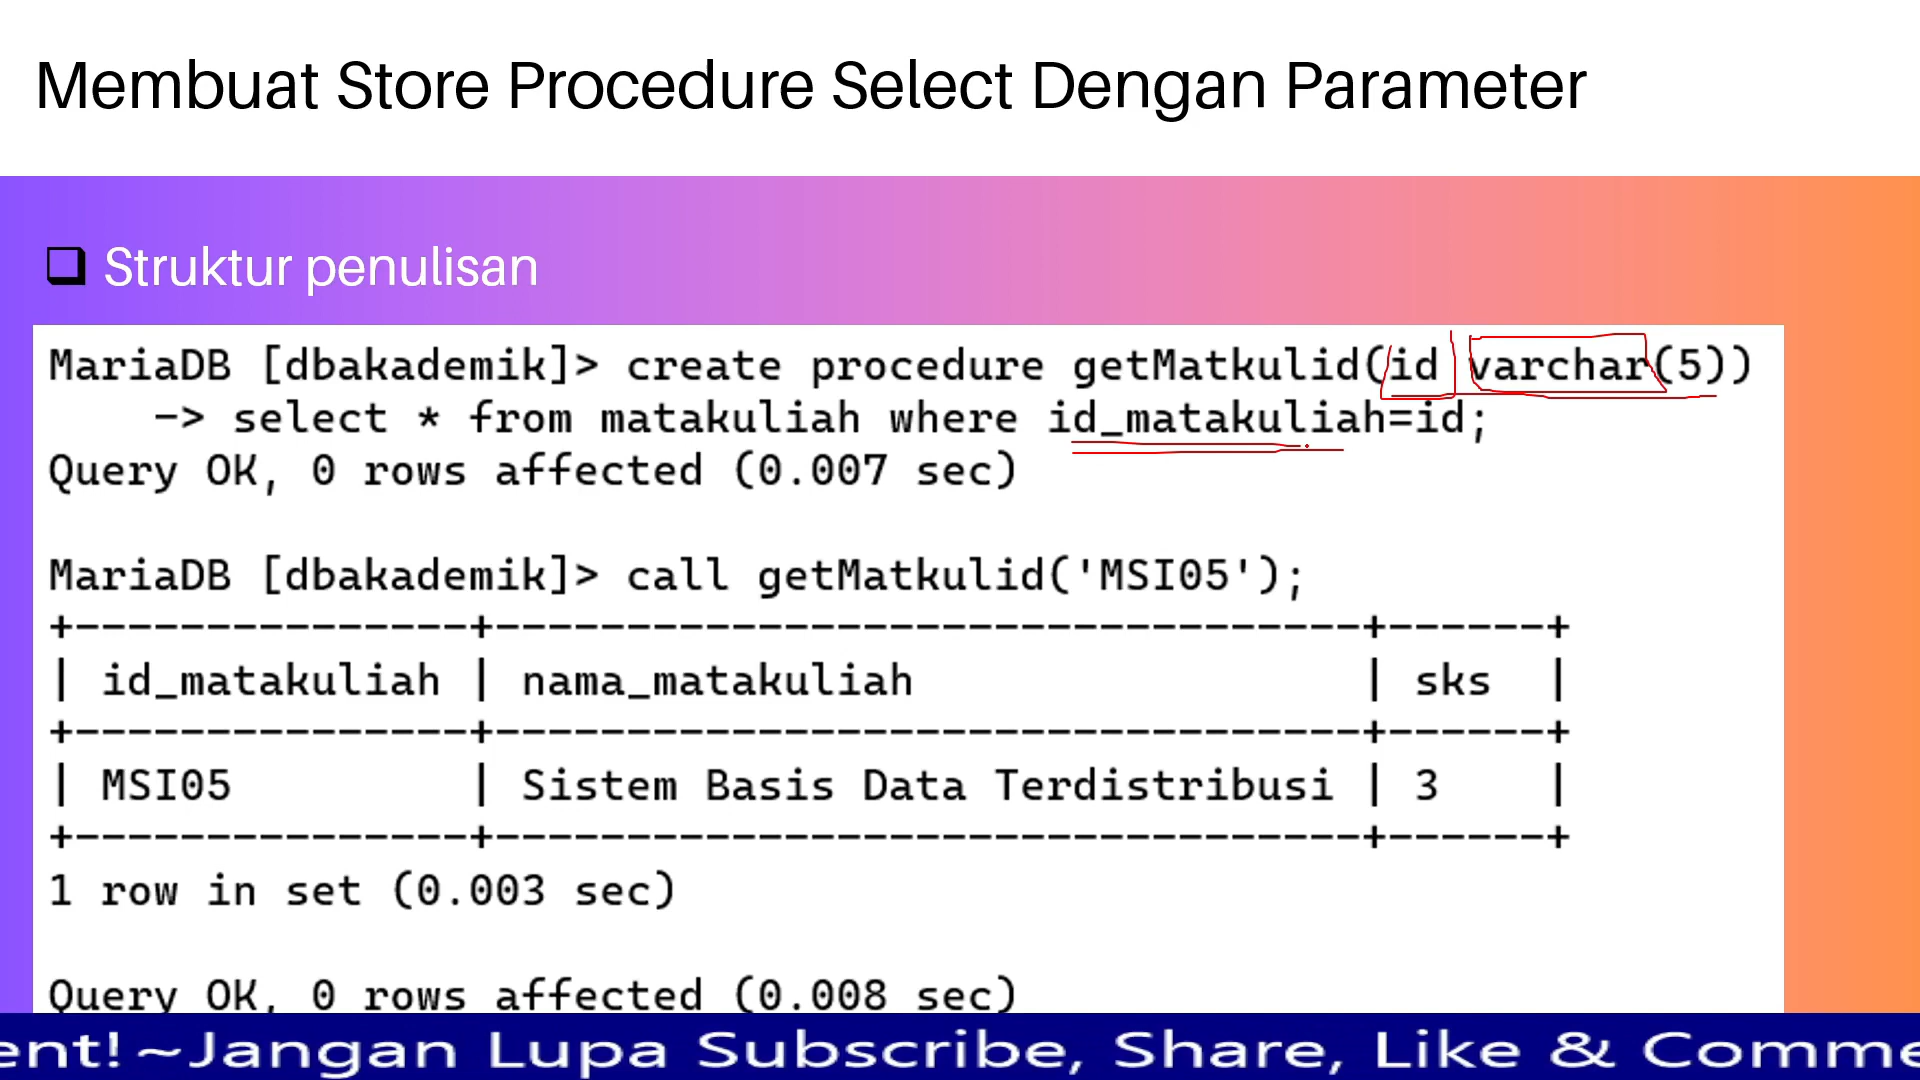 Membuat Store Procedure Select Dengan Parameter
❑ Struktur penulisan
MariaDB [dbakademik]> create procedure getMatkulid(id varchar(5))
    -> select * from matakuliah where id_matakuliah=id;
Query OK, 0 rows affected (0.007 sec)
MariaDB [dbakademik]> call getMatkulid('MSI05');
+---------------+----------------------------------+------+
| id_matakuliah | nama_matakuliah                  | sks  |
+---------------+----------------------------------+------+
| MSI05         | Sistem Basis Data Terdistribusi | 3    |
+---------------+----------------------------------+------+
1 row in set (0.003 sec)
Query OK, 0 rows affected (0.008 sec)
ent!~Jangan Lupa Subscribe, Share, Like & Comme